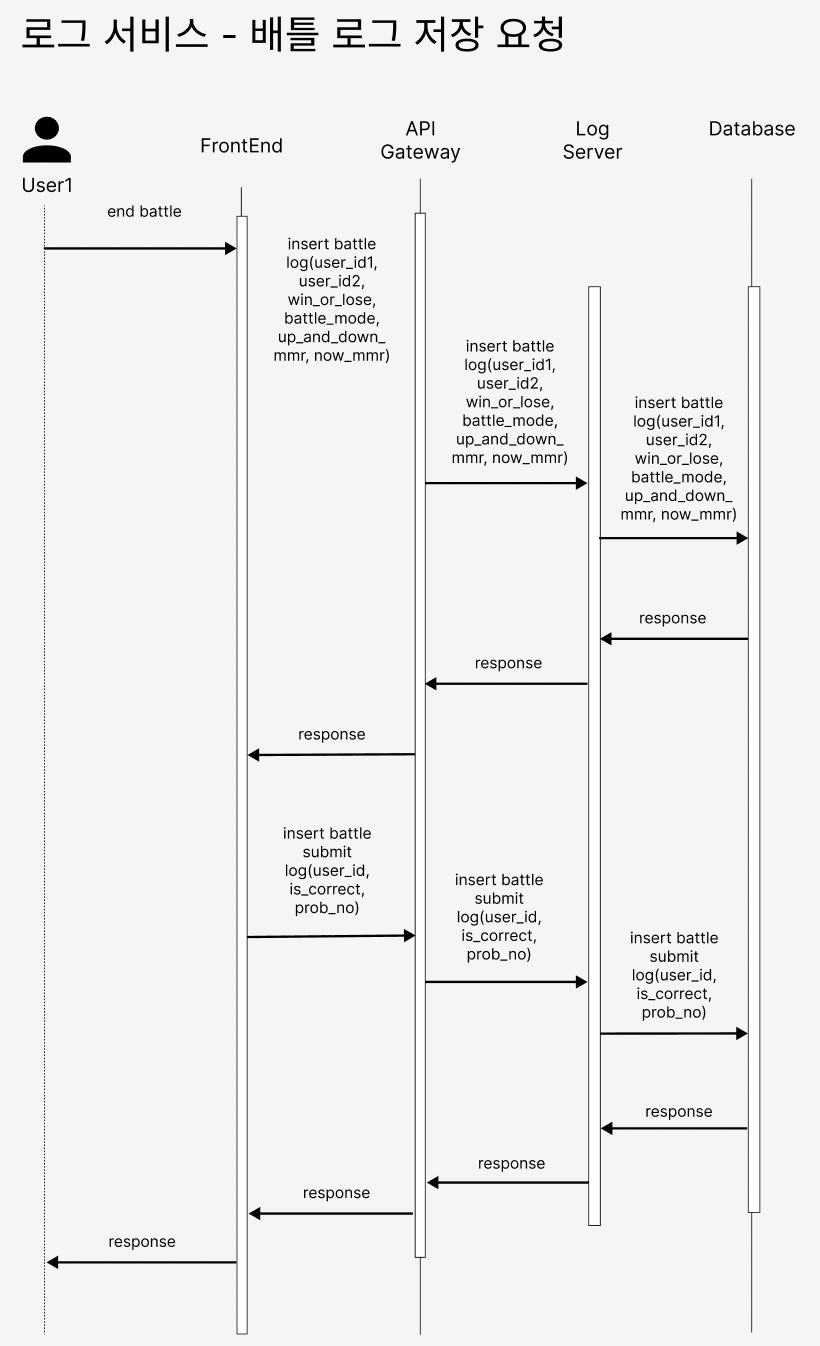 로그 서비스 - 배틀 로그 저장 요청
User1
FrontEnd
API
Gateway
Log
Server
Database
end battle
insert battle
log(user_id1,
user_id2,
win_or_lose,
battle_mode,
up_and_down_
mmr, now_mmr)
insert battle
log(user_id1,
user_id2,
win_or_lose,
battle_mode,
up_and_down_
mmr, now_mmr)
insert battle
log(user_id1,
user_id2,
win_or_lose,
battle_mode,
up_and_down_
mmr, now_mmr)
response
response
response
insert battle
submit
log(user_id,
is_correct,
prob_no)
insert battle
submit
log(user_id,
is_correct,
prob_no)
insert battle
submit
log(user_id,
is_correct,
prob_no)
response
response
response
response